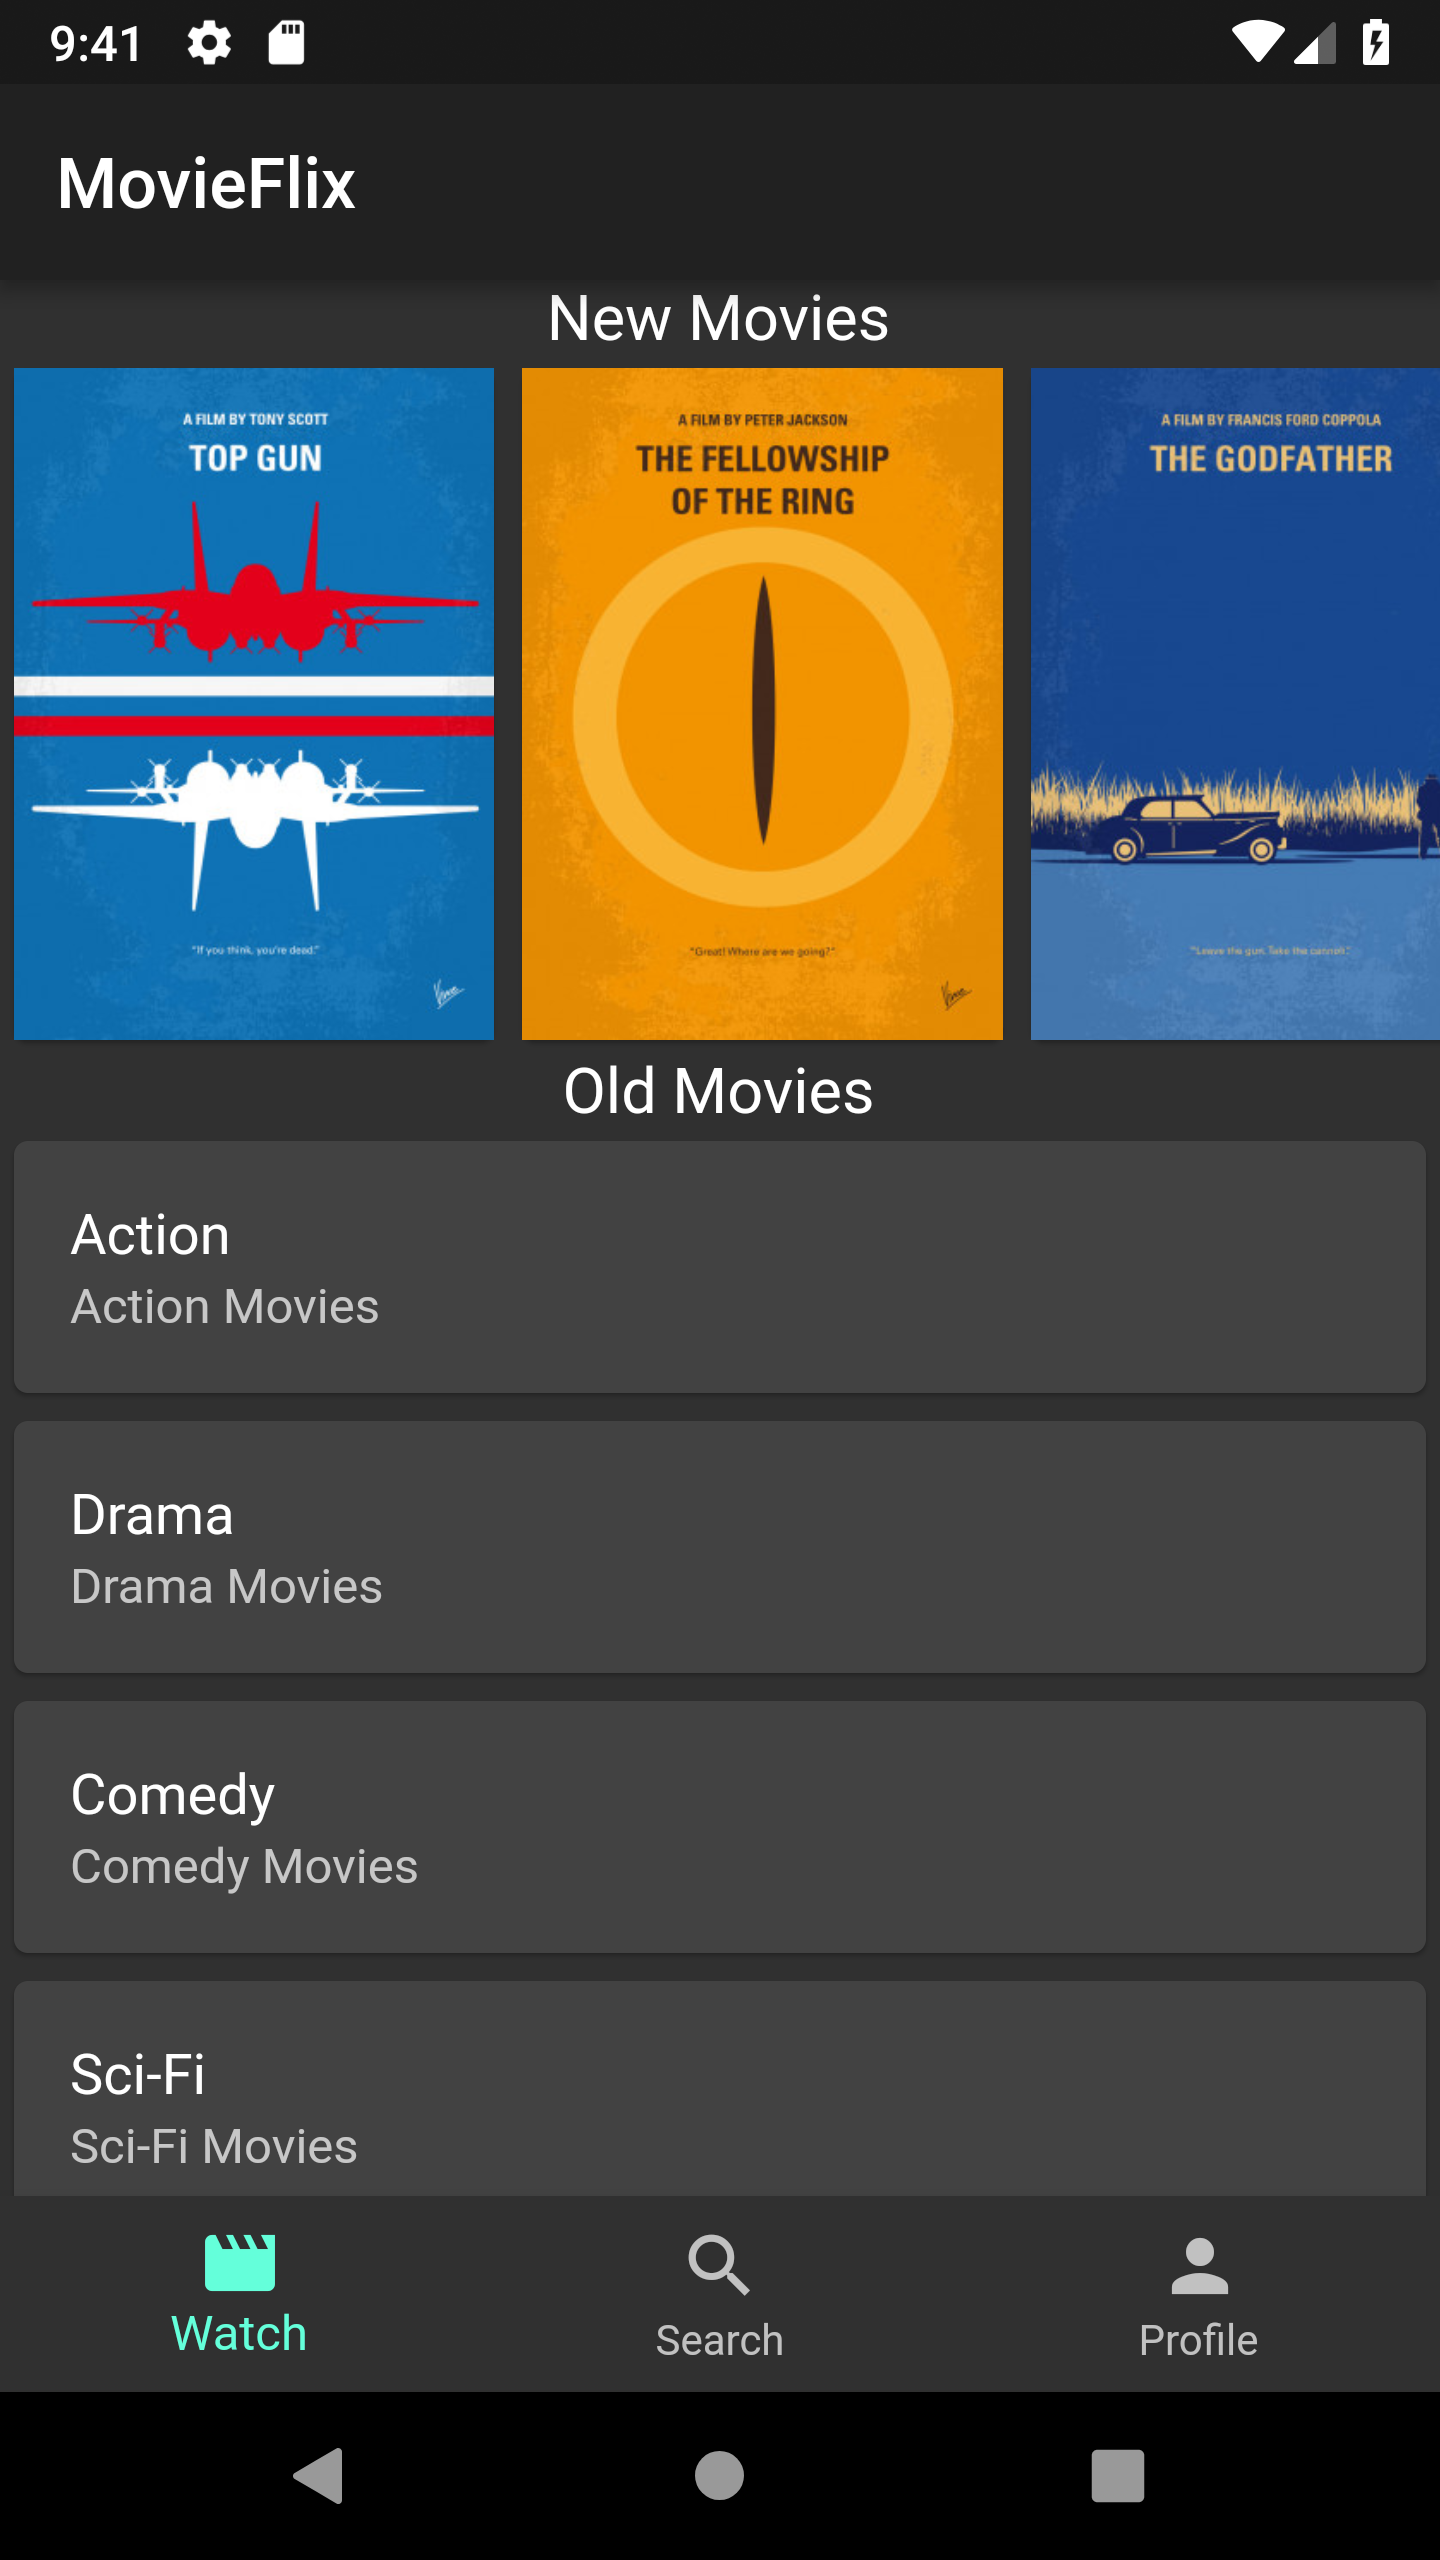 9:41
MovieFlix
New Movies
A FILM BY TONY SCOTT
TOP GUN
"If you think, you're dead."
A FILM BY PETER JACKSON
THE FELLOWSHIP
OF THE RING
"Great! Where are we going?"
A FILM BY FRANCIS FORD COPPOLA
THE GODFATHER
"Leave the gun. Take the cannoli."
Old Movies
Action
Action Movies
Drama
Drama Movies
Comedy
Comedy Movies
Sci-Fi
Sci-Fi Movies
Watch
Search
Profile